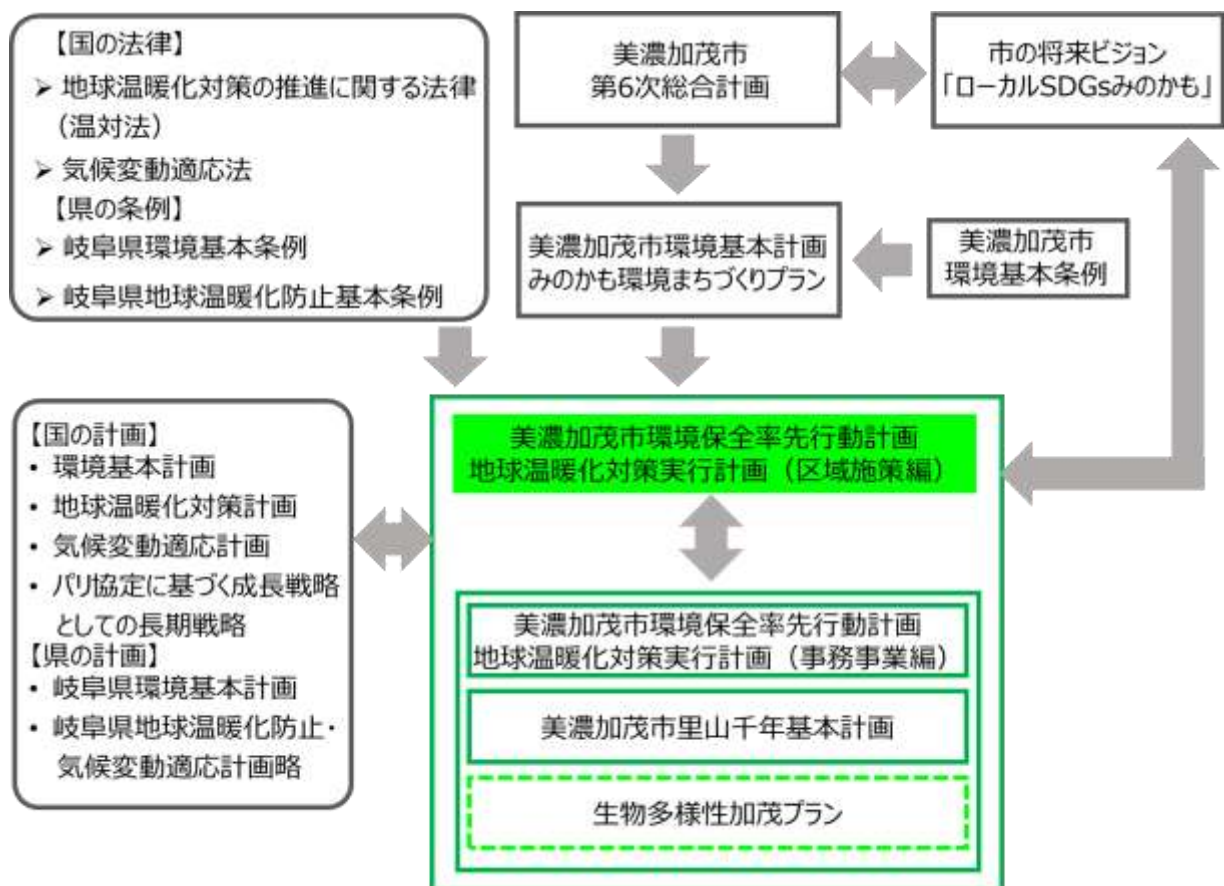 【国の法律】
➢ 地球温暖化対策の推進に関する法律
（温対法）
➢ 気候変動適応法
【県の条例】
➢ 岐阜県環境基本条例
➢ 岐阜県地球温暖化防止基本条例
美濃加茂市
第6次総合計画
市の将来ビジョン
「ローカルSDGsみのかも」
美濃加茂市環境基本計画
みのかも環境まちづくりプラン
美濃加茂市
環境基本条例
【国の計画】
・ 環境基本計画
・ 地球温暖化対策計画
・ 気候変動適応計画
・ パリ協定に基づく成長戦略
としての長期戦略
【県の計画】
・ 岐阜県環境基本計画
・ 岐阜県地球温暖化防止・
気候変動適応計画略
美濃加茂市環境保全率先行動計画
地球温暖化対策実行計画（区域施策編）
美濃加茂市環境保全率先行動計画
地球温暖化対策実行計画（事務事業編）
美濃加茂市里山千年基本計画
生物多様性加茂プラン